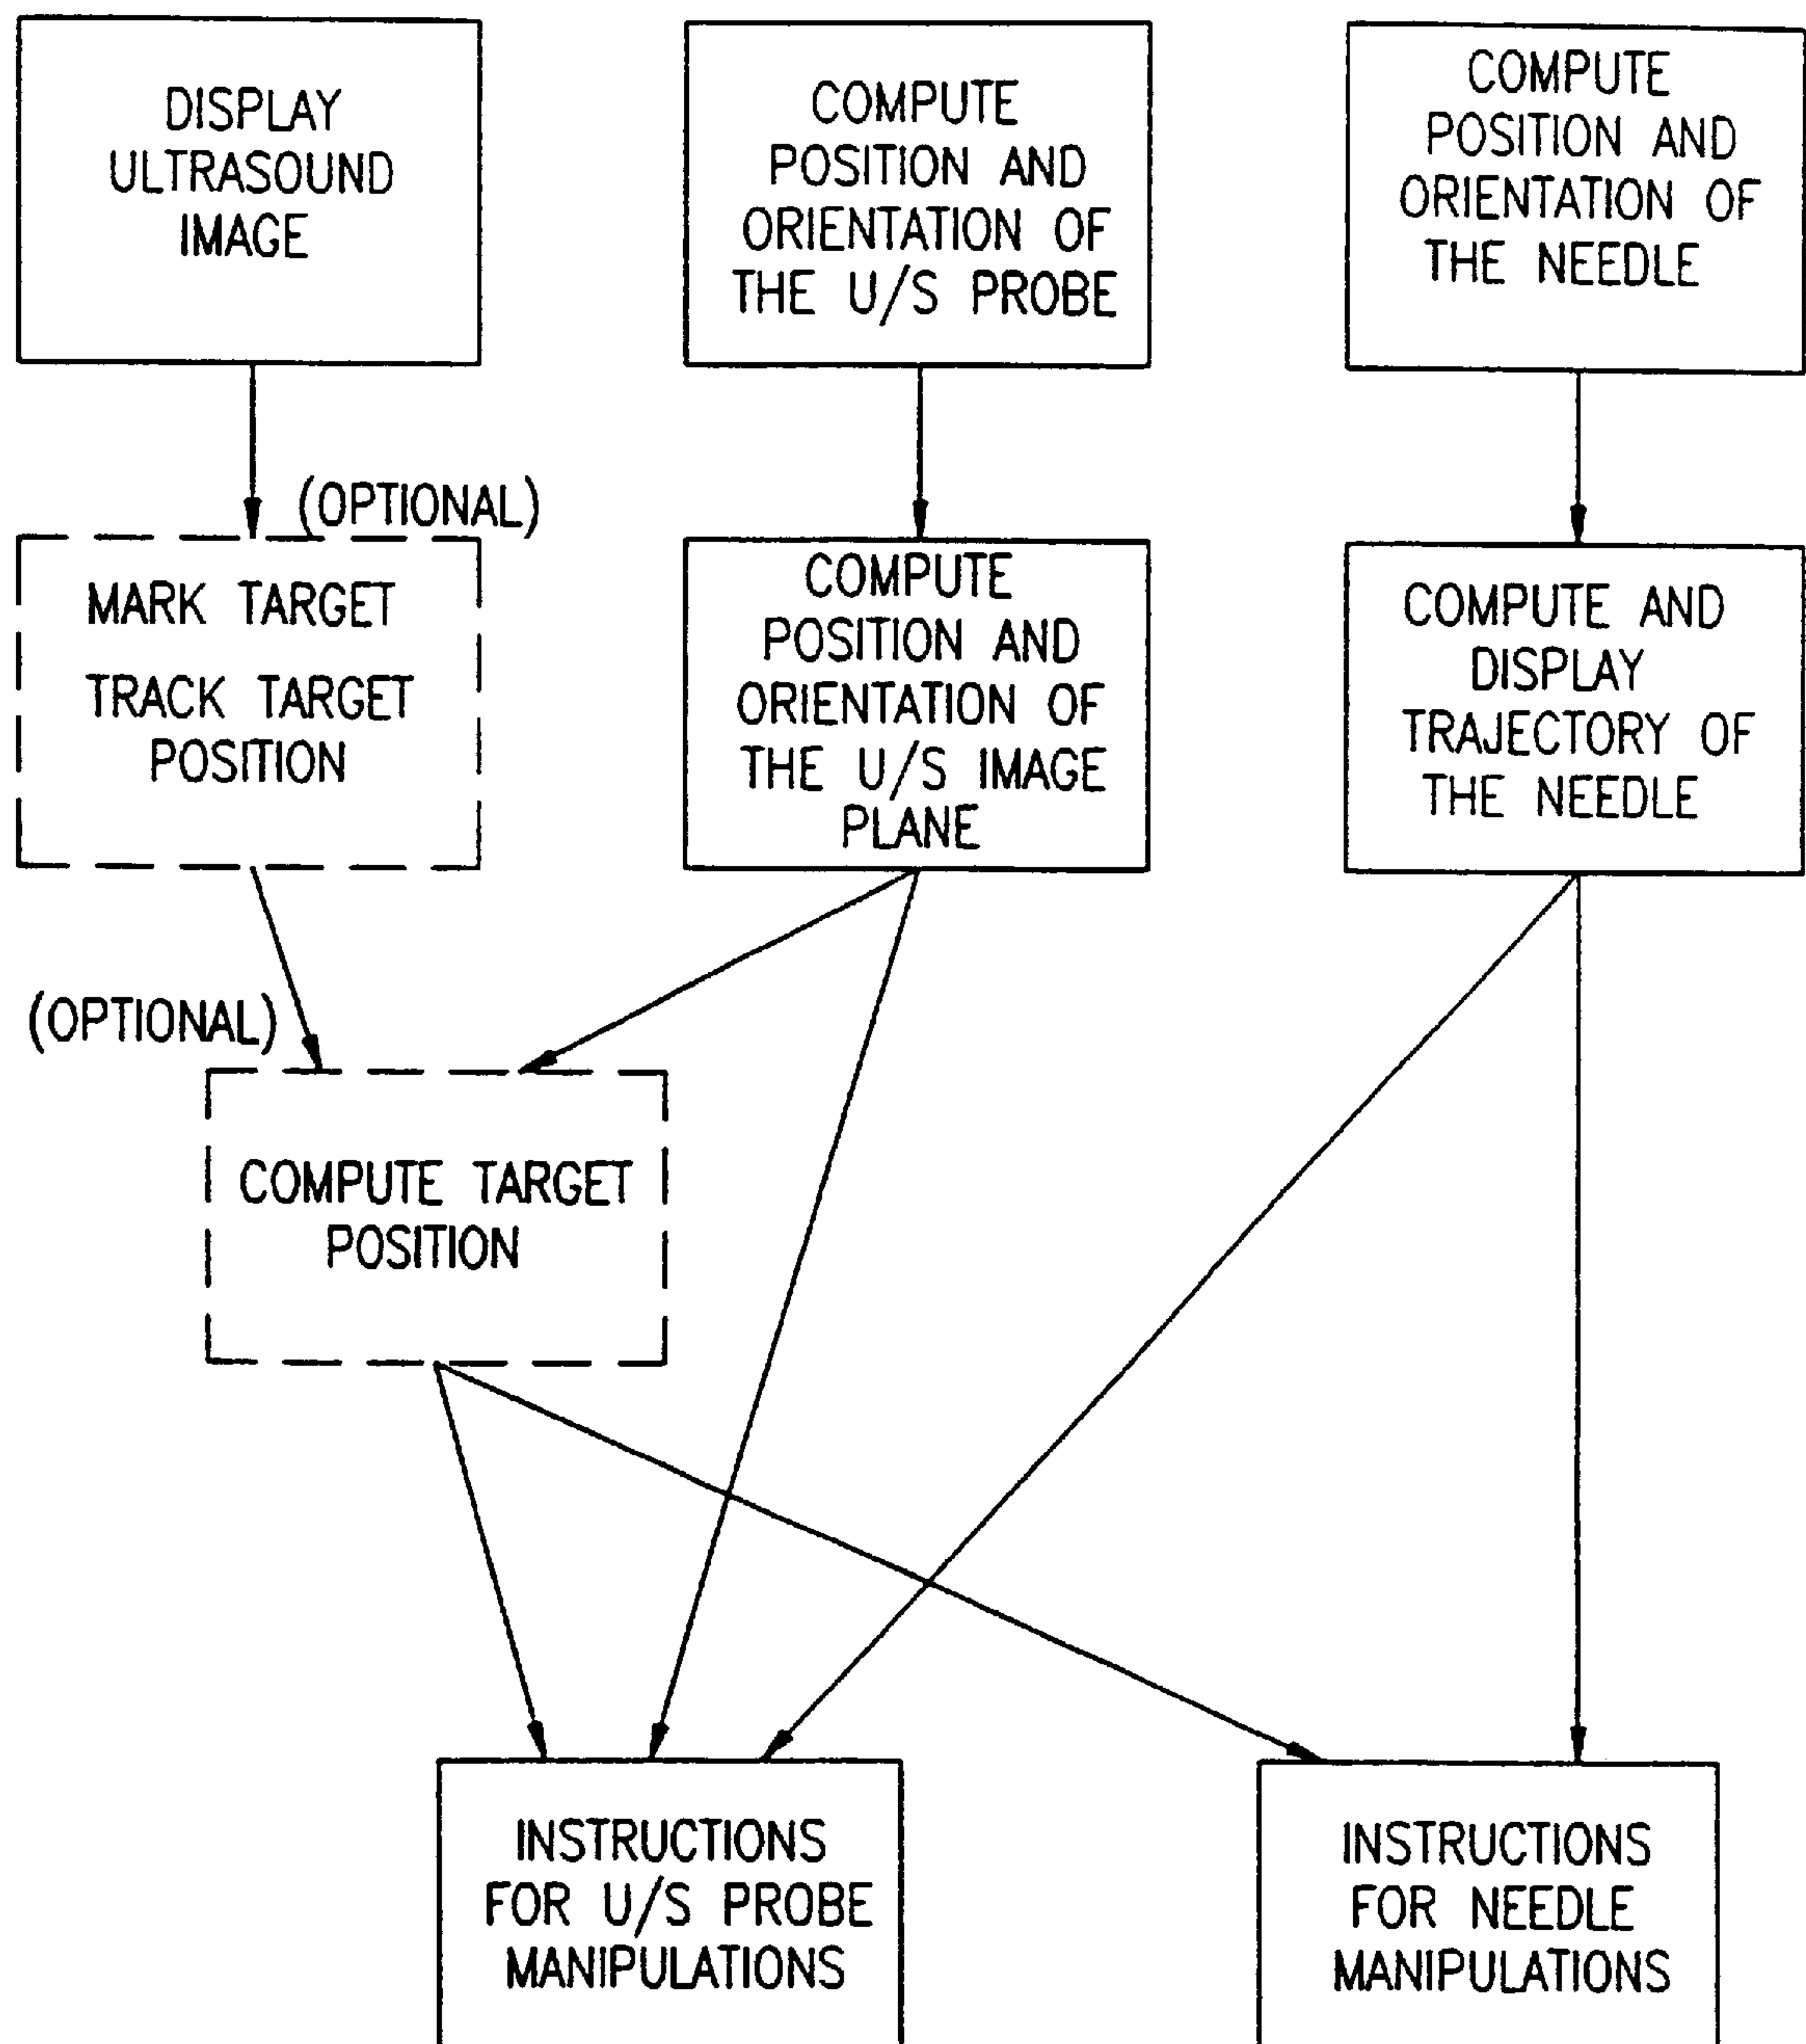 DISPLAY
ULTRASOUND
IMAGE
COMPUTE
POSITION AND
ORIENTATION OF
THE U/S PROBE
COMPUTE
POSITION AND
ORIENTATION OF
THE NEEDLE
(OPTIONAL)
MARK TARGET
TRACK TARGET
POSITION
COMPUTE
POSITION AND
ORIENTATION OF
THE U/S IMAGE
PLANE
COMPUTE AND
DISPLAY
TRAJECTORY OF
THE NEEDLE
(OPTIONAL)
COMPUTE TARGET
POSITION
INSTRUCTIONS
FOR U/S PROBE
MANIPULATIONS
INSTRUCTIONS
FOR NEEDLE
MANIPULATIONS